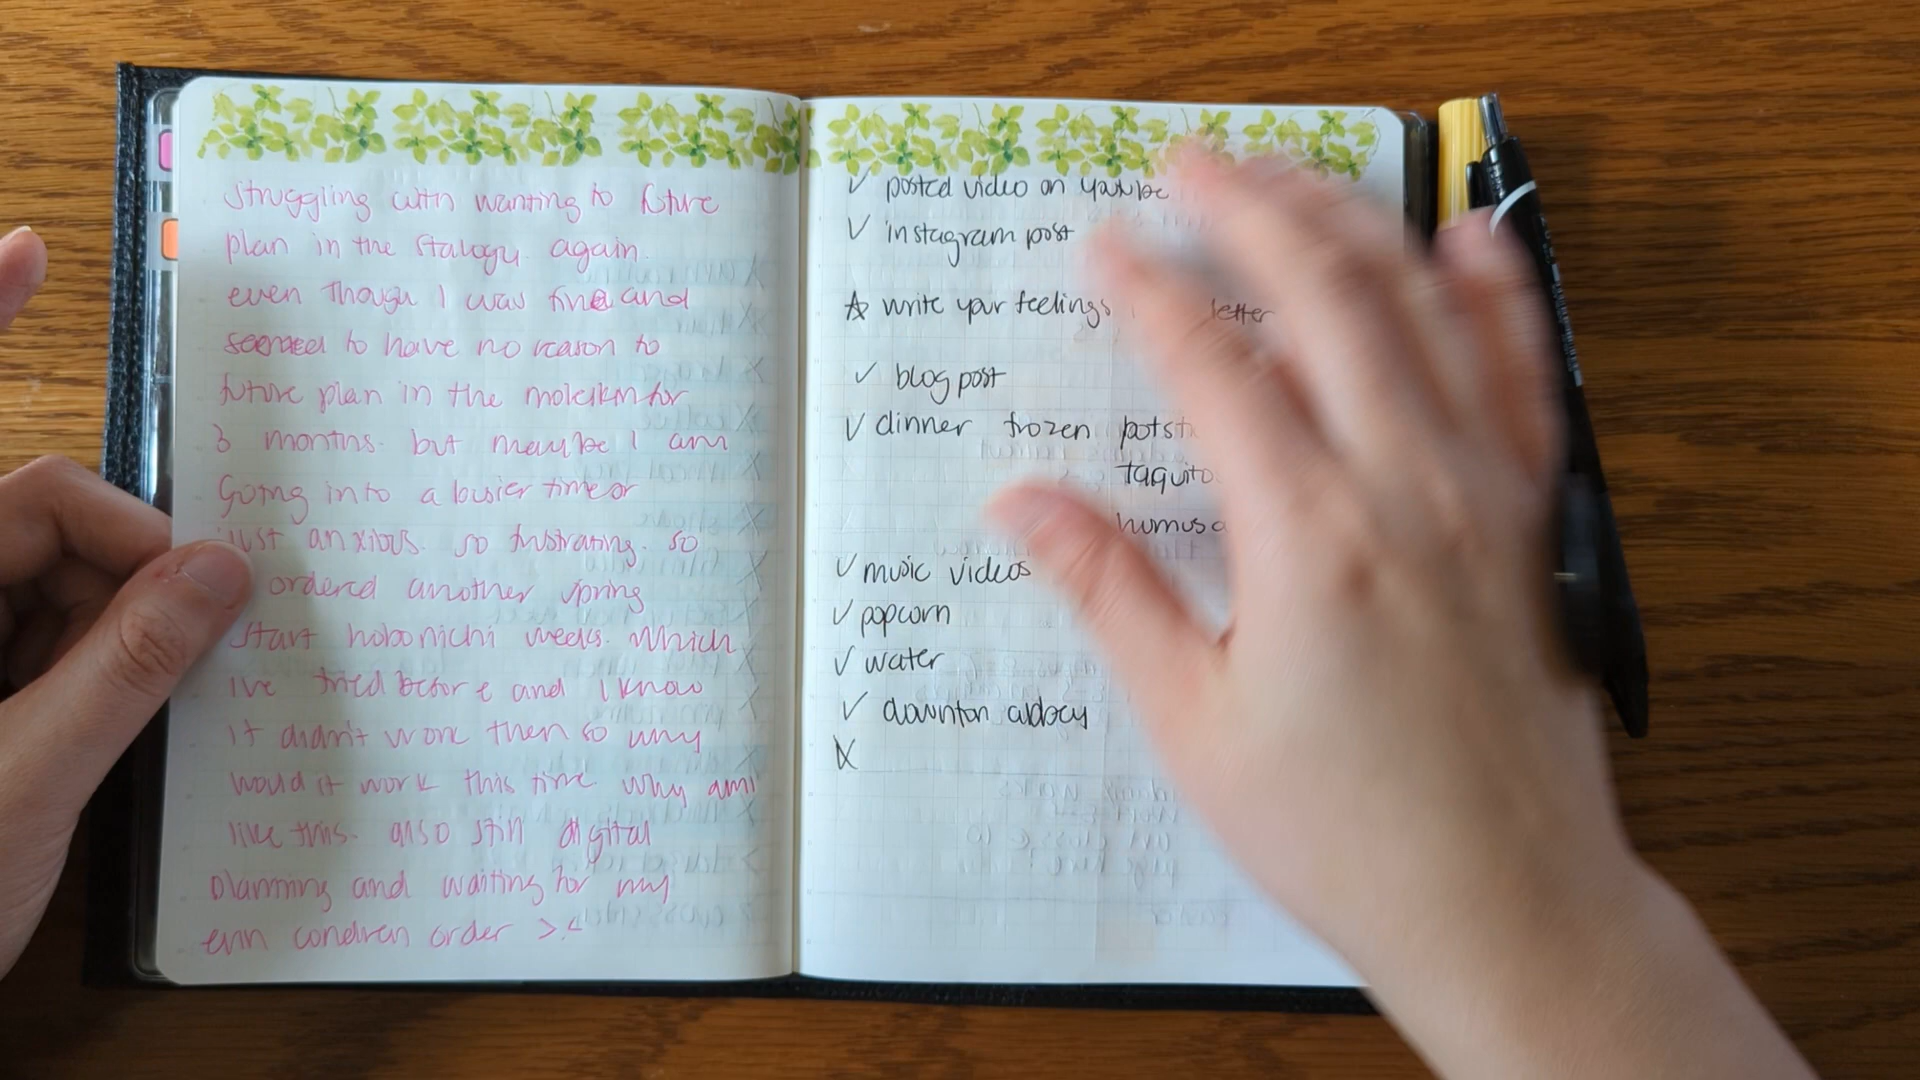 struggling with wanting to future
plan in the stalogy again.
even though I was fine and
seemed to have no reason to
future plan in the moleskin for
3 months. but maybe I am
Going into a busier time or
just anxious. so frustrating. so
ordered another spring
start hobonichi weeks. which
I've tried before and I know
it didn't work then so why
would it work this time why am I
like this. also still digital
planning and waiting for my
erin condren order >.<
✓ posted video on youtube
✓ instagram post
☆ write your feelings letter
✓ blog post
✓ dinner frozen potst
taquito
humus
✓ music videos
✓ popcorn
✓ water
✓ downton abbey